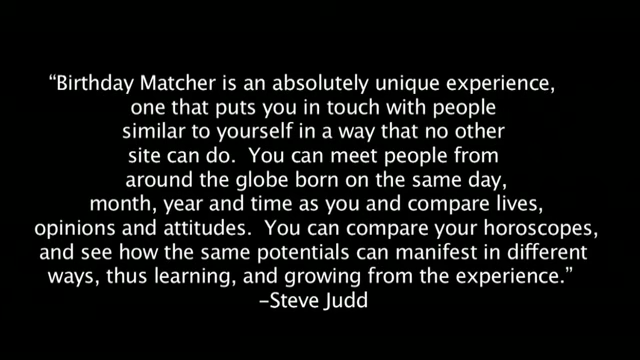 “Birthday Matcher is an absolutely unique experience,
one that puts you in touch with people
similar to yourself in a way that no other
site can do.  You can meet people from
around the globe born on the same day,
month, year and time as you and compare lives,
opinions and attitudes.  You can compare your horoscopes,
and see how the same potentials can manifest in different
ways, thus learning, and growing from the experience.”
–Steve Judd